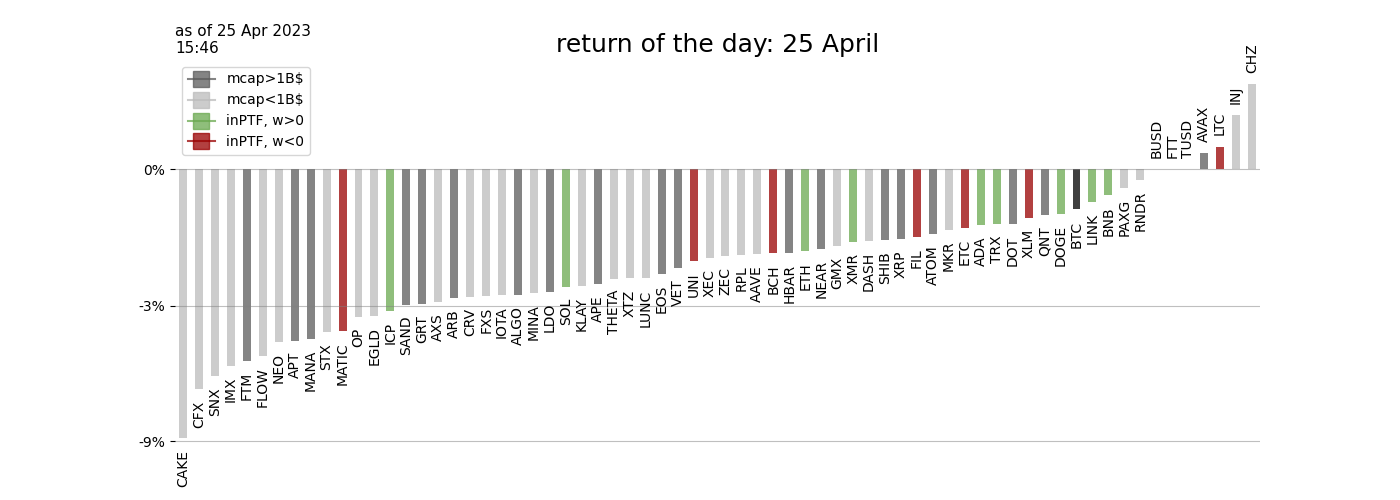 as of 25 Apr 2023
15:46
return of the day: 25 April
mcap>1B$
mcap<1B$
inPTF, w>0
inPTF, w<0
0%
-3%
-9%
CAKE
CFX
SNX
IMX
FTM
FLOW
NEO
APT
MANA
STX
MATIC
OP
EGLD
ICP
SAND
GRT
AXS
ARB
CRV
FXS
IOTA
ALGO
MINA
LDO
SOL
KLAY
APE
THETA
XTZ
LUNC
EOS
VET
UNI
XEC
ZEC
RPL
AAVE
BCH
HBAR
ETH
NEAR
GMX
XMR
DASH
SHIB
XRP
FIL
ATOM
MKR
ETC
ADA
TRX
DOT
XLM
QNT
DOGE
BTC
LINK
BNB
PAXG
RNDR
BUSD
FTT
TUSD
AVAX
LTC
INJ
CHZ